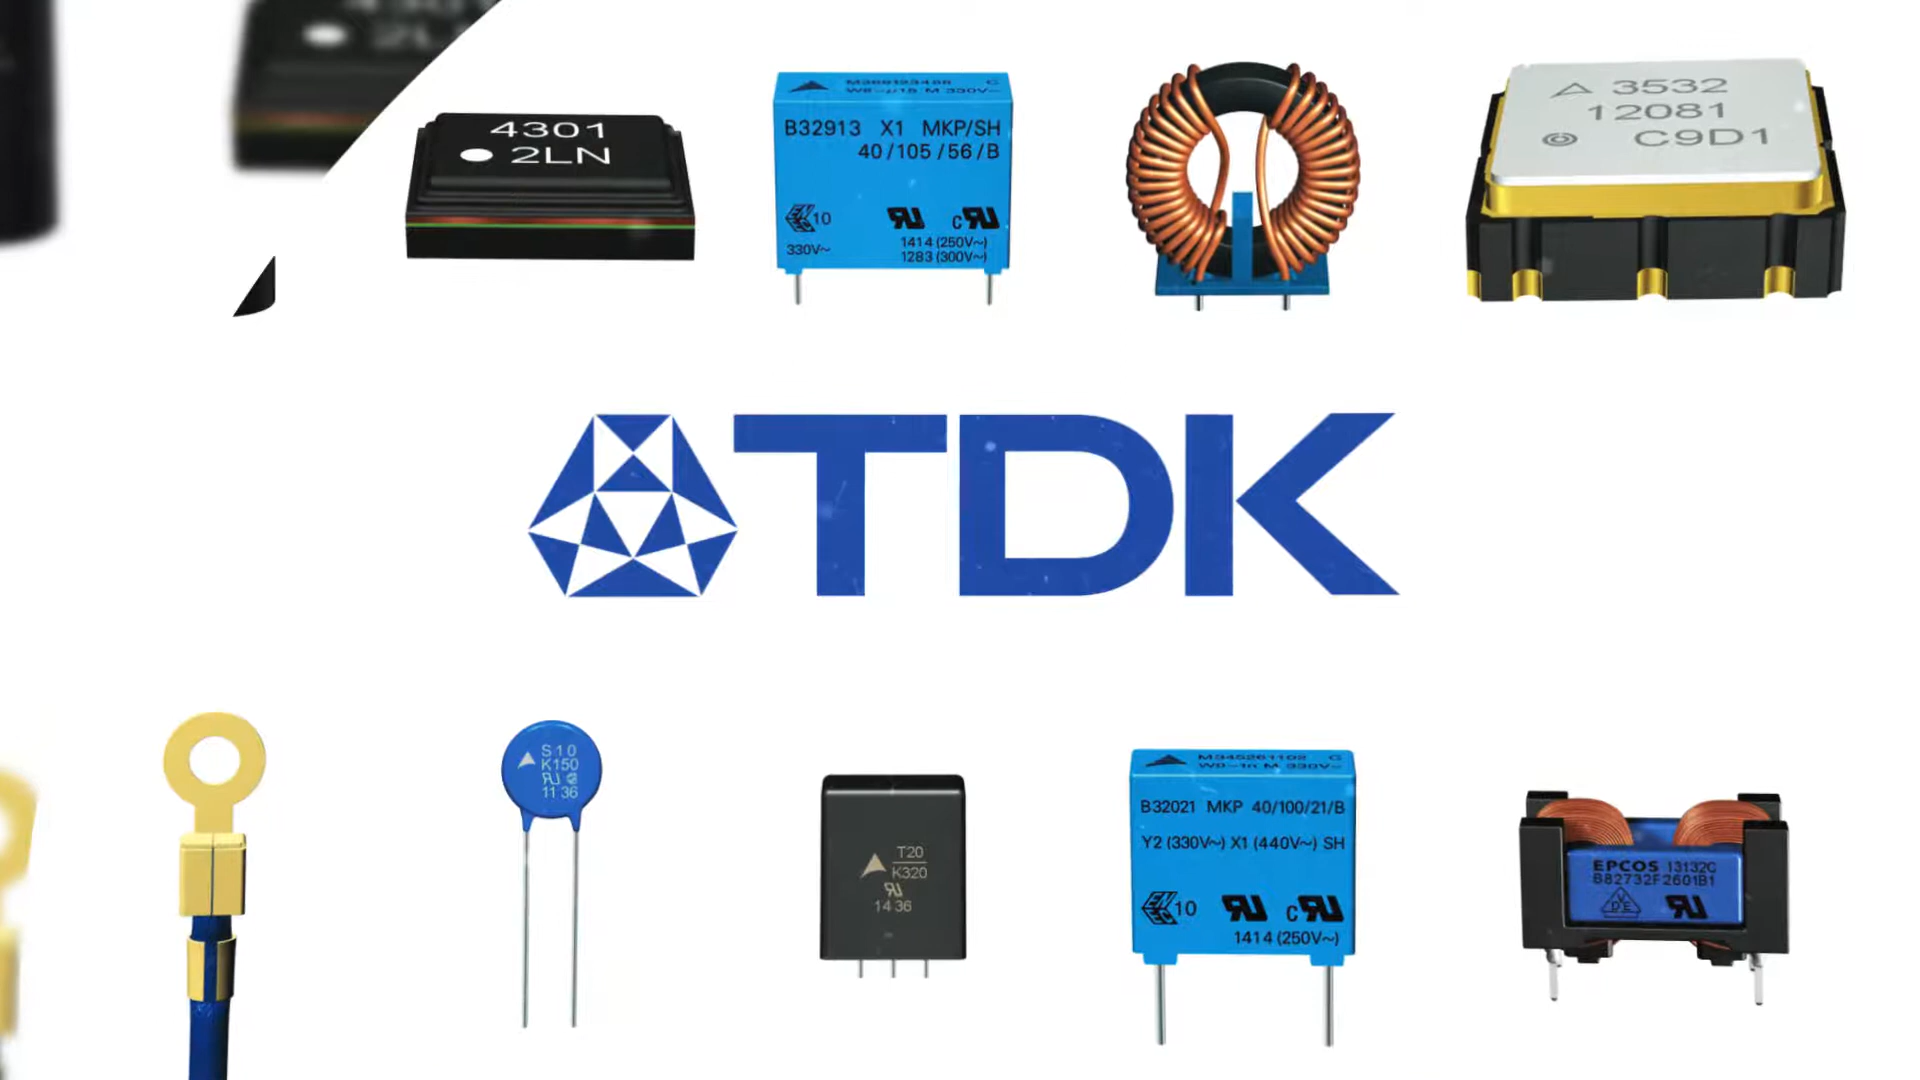 4301
2LN
B32913 X1 MKP/SH
40/105/56/B
10
330V~
1414 (250V~)
1283 (300V~)
3532
12081
C9D1
TDK
S10
K150
11 36
T20
K320
14 36
M 330V~
B32021 MKP 40/100/21/B
Y2 (330V~) X1 (440V~) SH
10
1414 (250V~)
EPCOS 13132C
B82732F2601B1
VDE